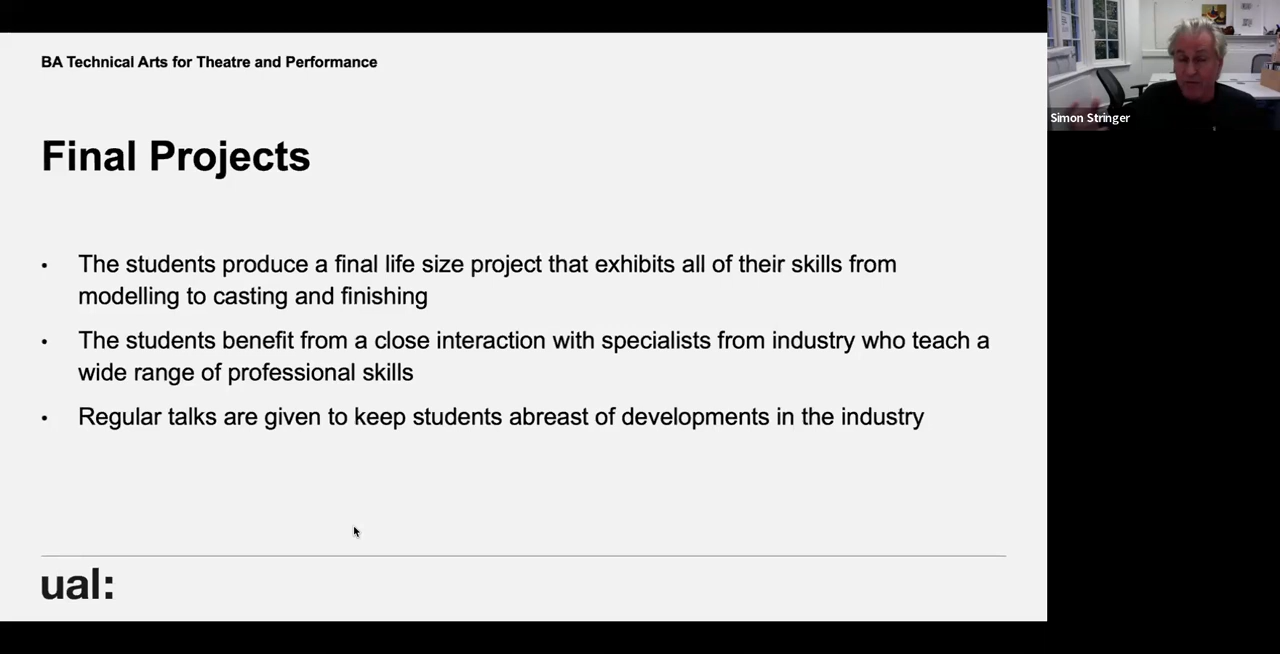 BA Technical Arts for Theatre and Performance
Simon Stringer
Final Projects
• The students produce a final life size project that exhibits all of their skills from
modelling to casting and finishing
• The students benefit from a close interaction with specialists from industry who teach a
wide range of professional skills
• Regular talks are given to keep students abreast of developments in the industry
ual: